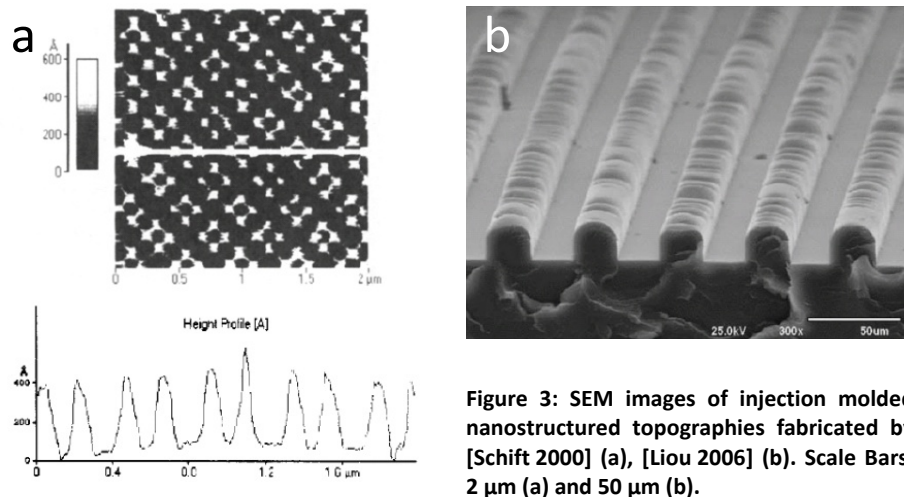 a
Å
600
400
200
0
0 0.5 1 1.5 2 µm
Height Profile [A]
Å
400
200
0
0 0.4 0.8 1.2 1.6 µm
b
25.0kV 300x 50um
Figure 3: SEM images of injection molded
nanostructured topographies fabricated by
[Schift 2000] (a), [Liou 2006] (b). Scale Bars
2 µm (a) and 50 µm (b).